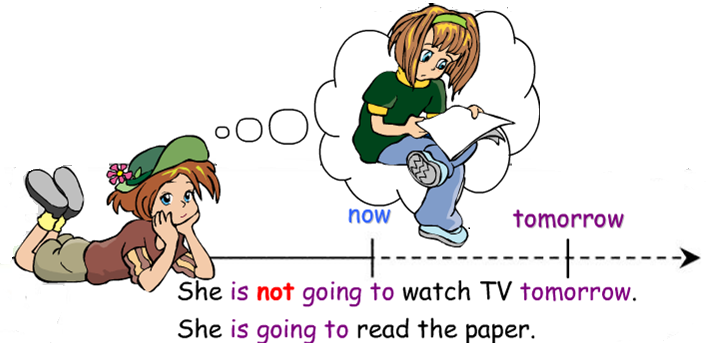 now
tomorrow
She is not going to watch TV tomorrow.
She is going to read the paper.